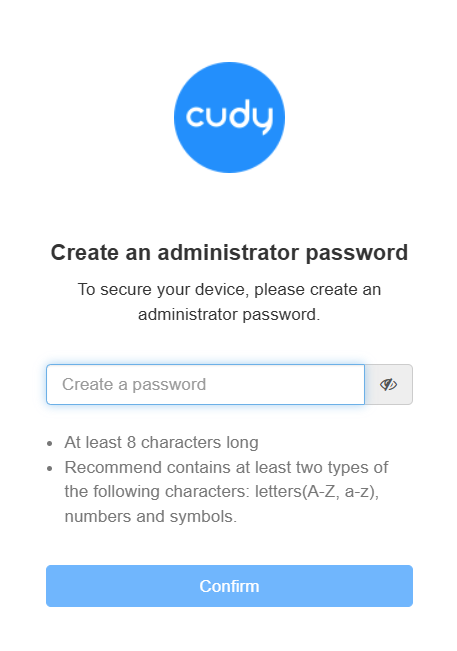 cudy
Create an administrator password
To secure your device, please create an
administrator password.
Create a password
At least 8 characters long
Recommend contains at least two types of
the following characters: letters(A-Z, a-z),
numbers and symbols.
Confirm